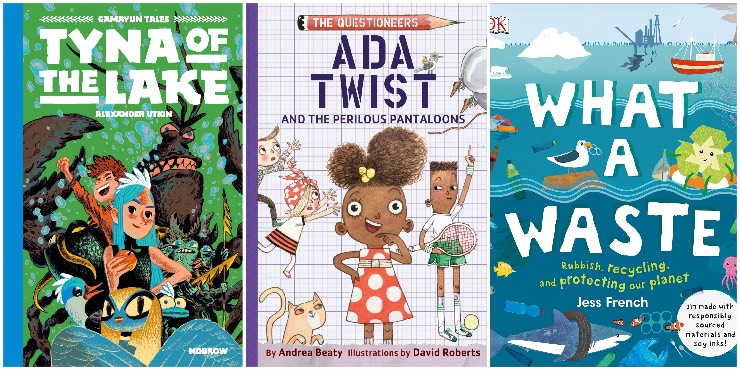 GAMAYUN TALES
TYNA OF
THE LAKE
ALEXANDER UTKIN
NOBROW
THE QUESTIONEERS
ADA
TWIST
AND THE PERILOUS PANTALOONS
By Andrea Beaty Illustrations by David Roberts
DK
WHAT
A
WASTE
Rubbish, recycling,
and protecting our planet
Jess French
I'm made with
responsibly
sourced
materials and
soy inks!